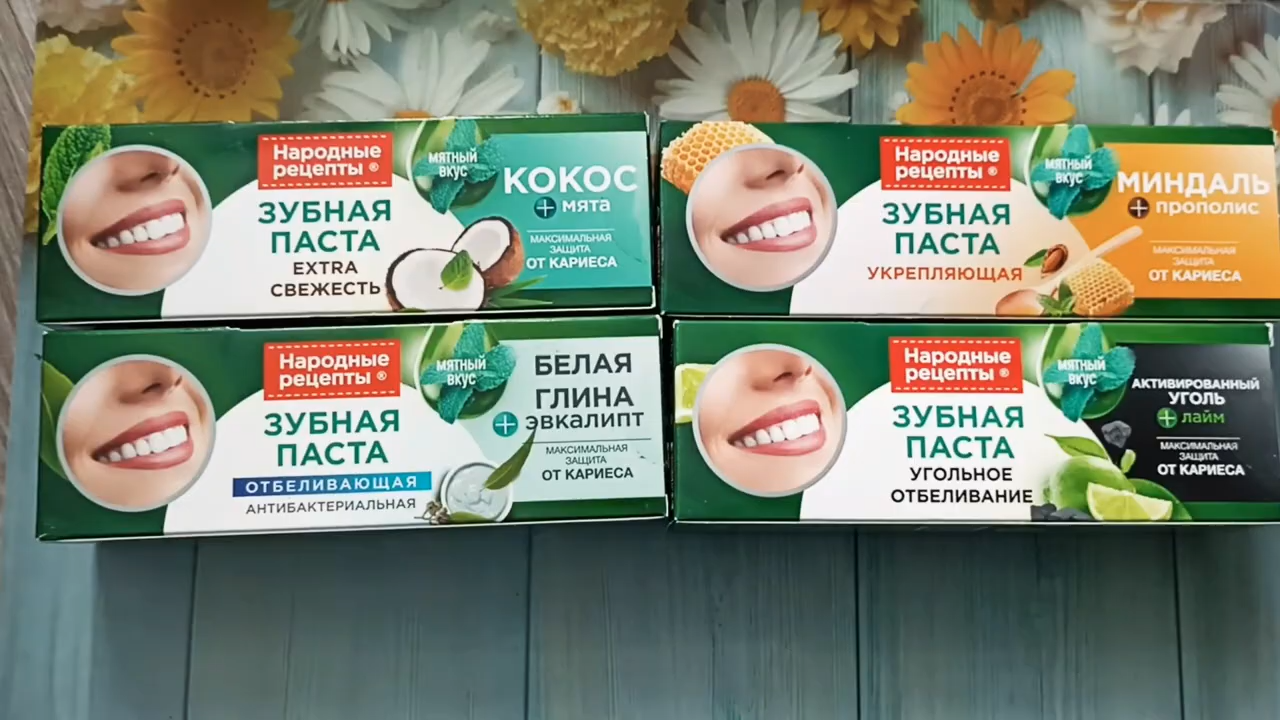 Народные
рецепты ®
ЗУБНАЯ
ПАСТА
EXTRA
СВЕЖЕСТЬ
МЯТНЫЙ
ВКУС
КОКОС
+ мята
МАКСИМАЛЬНАЯ
ЗАЩИТА
ОТ КАРИЕСА
Народные
рецепты ®
ЗУБНАЯ
ПАСТА
УКРЕПЛЯЮЩАЯ
МЯТНЫЙ
ВКУС
МИНДАЛЬ
+ прополис
МАКСИМАЛЬНАЯ
ЗАЩИТА
ОТ КАРИЕСА
Народные
рецепты ®
ЗУБНАЯ
ПАСТА
ОТБЕЛИВАЮЩАЯ
АНТИБАКТЕРИАЛЬНАЯ
МЯТНЫЙ
ВКУС
БЕЛАЯ
ГЛИНА
+ эвкалипт
МАКСИМАЛЬНАЯ
ЗАЩИТА
ОТ КАРИЕСА
Народные
рецепты ®
ЗУБНАЯ
ПАСТА
УГОЛЬНОЕ
ОТБЕЛИВАНИЕ
МЯТНЫЙ
ВКУС
АКТИВИРОВАННЫЙ
УГОЛЬ
+ лайм
МАКСИМАЛЬНАЯ
ЗАЩИТА
ОТ КАРИЕСА